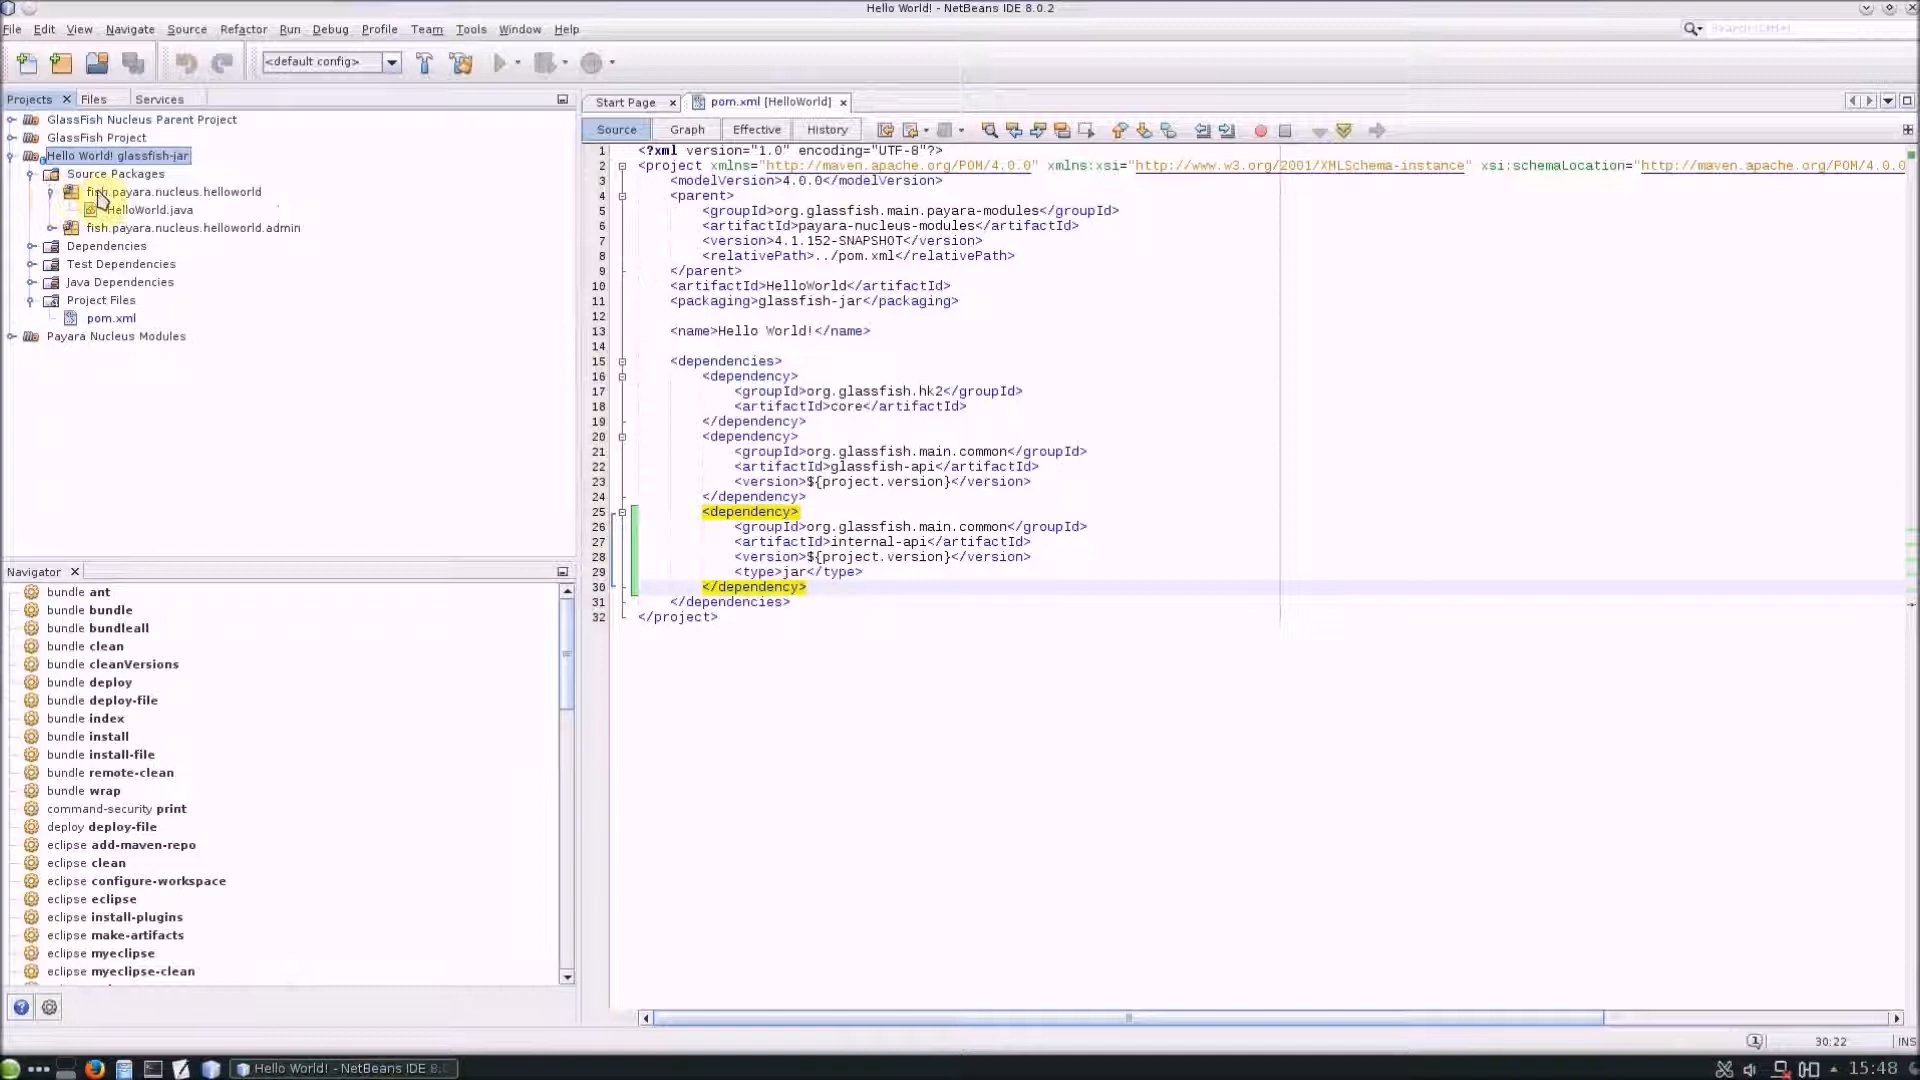 Hello World! - NetBeans IDE 8.0.2
File Edit View Navigate Source Refactor Run Debug Profile Team Tools Window Help
Search (Ctrl+I)
<default config>
Projects Files Services
GlassFish Nucleus Parent Project
GlassFish Project
Hello World! glassfish-jar
Source Packages
fish.payara.nucleus.helloworld
HelloWorld.java
fish.payara.nucleus.helloworld.admin
Dependencies
Test Dependencies
Java Dependencies
Project Files
pom.xml
Payara Nucleus Modules
Navigator
bundle ant
bundle bundle
bundle bundleall
bundle clean
bundle cleanVersions
bundle deploy
bundle deploy-file
bundle index
bundle install
bundle install-file
bundle remote-clean
bundle wrap
command-security print
deploy deploy-file
eclipse add-maven-repo
eclipse clean
eclipse configure-workspace
eclipse eclipse
eclipse install-plugins
eclipse make-artifacts
eclipse myeclipse
eclipse myeclipse-clean
Start Page pom.xml [HelloWorld]
Source Graph Effective History
1 <?xml version="1.0" encoding="UTF-8"?>
2 <project xmlns="http://maven.apache.org/POM/4.0.0" xmlns:xsi="http://www.w3.org/2001/XMLSchema-instance" xsi:schemaLocation="http://maven.apache.org/POM/4.0.0
3 <modelVersion>4.0.0</modelVersion>
4 <parent>
5 <groupId>org.glassfish.main.payara-modules</groupId>
6 <artifactId>payara-nucleus-modules</artifactId>
7 <version>4.1.152-SNAPSHOT</version>
8 <relativePath>../pom.xml</relativePath>
9 </parent>
10 <artifactId>HelloWorld</artifactId>
11 <packaging>glassfish-jar</packaging>
12
13 <name>Hello World!</name>
14
15 <dependencies>
16 <dependency>
17 <groupId>org.glassfish.hk2</groupId>
18 <artifactId>core</artifactId>
19 </dependency>
20 <dependency>
21 <groupId>org.glassfish.main.common</groupId>
22 <artifactId>glassfish-api</artifactId>
23 <version>${project.version}</version>
24 </dependency>
25 <dependency>
26 <groupId>org.glassfish.main.common</groupId>
27 <artifactId>internal-api</artifactId>
28 <version>${project.version}</version>
29 <type>jar</type>
30 </dependency>
31 </dependencies>
32 </project>
1 30:22 INS
Hello World! - NetBeans IDE 8.
15:48